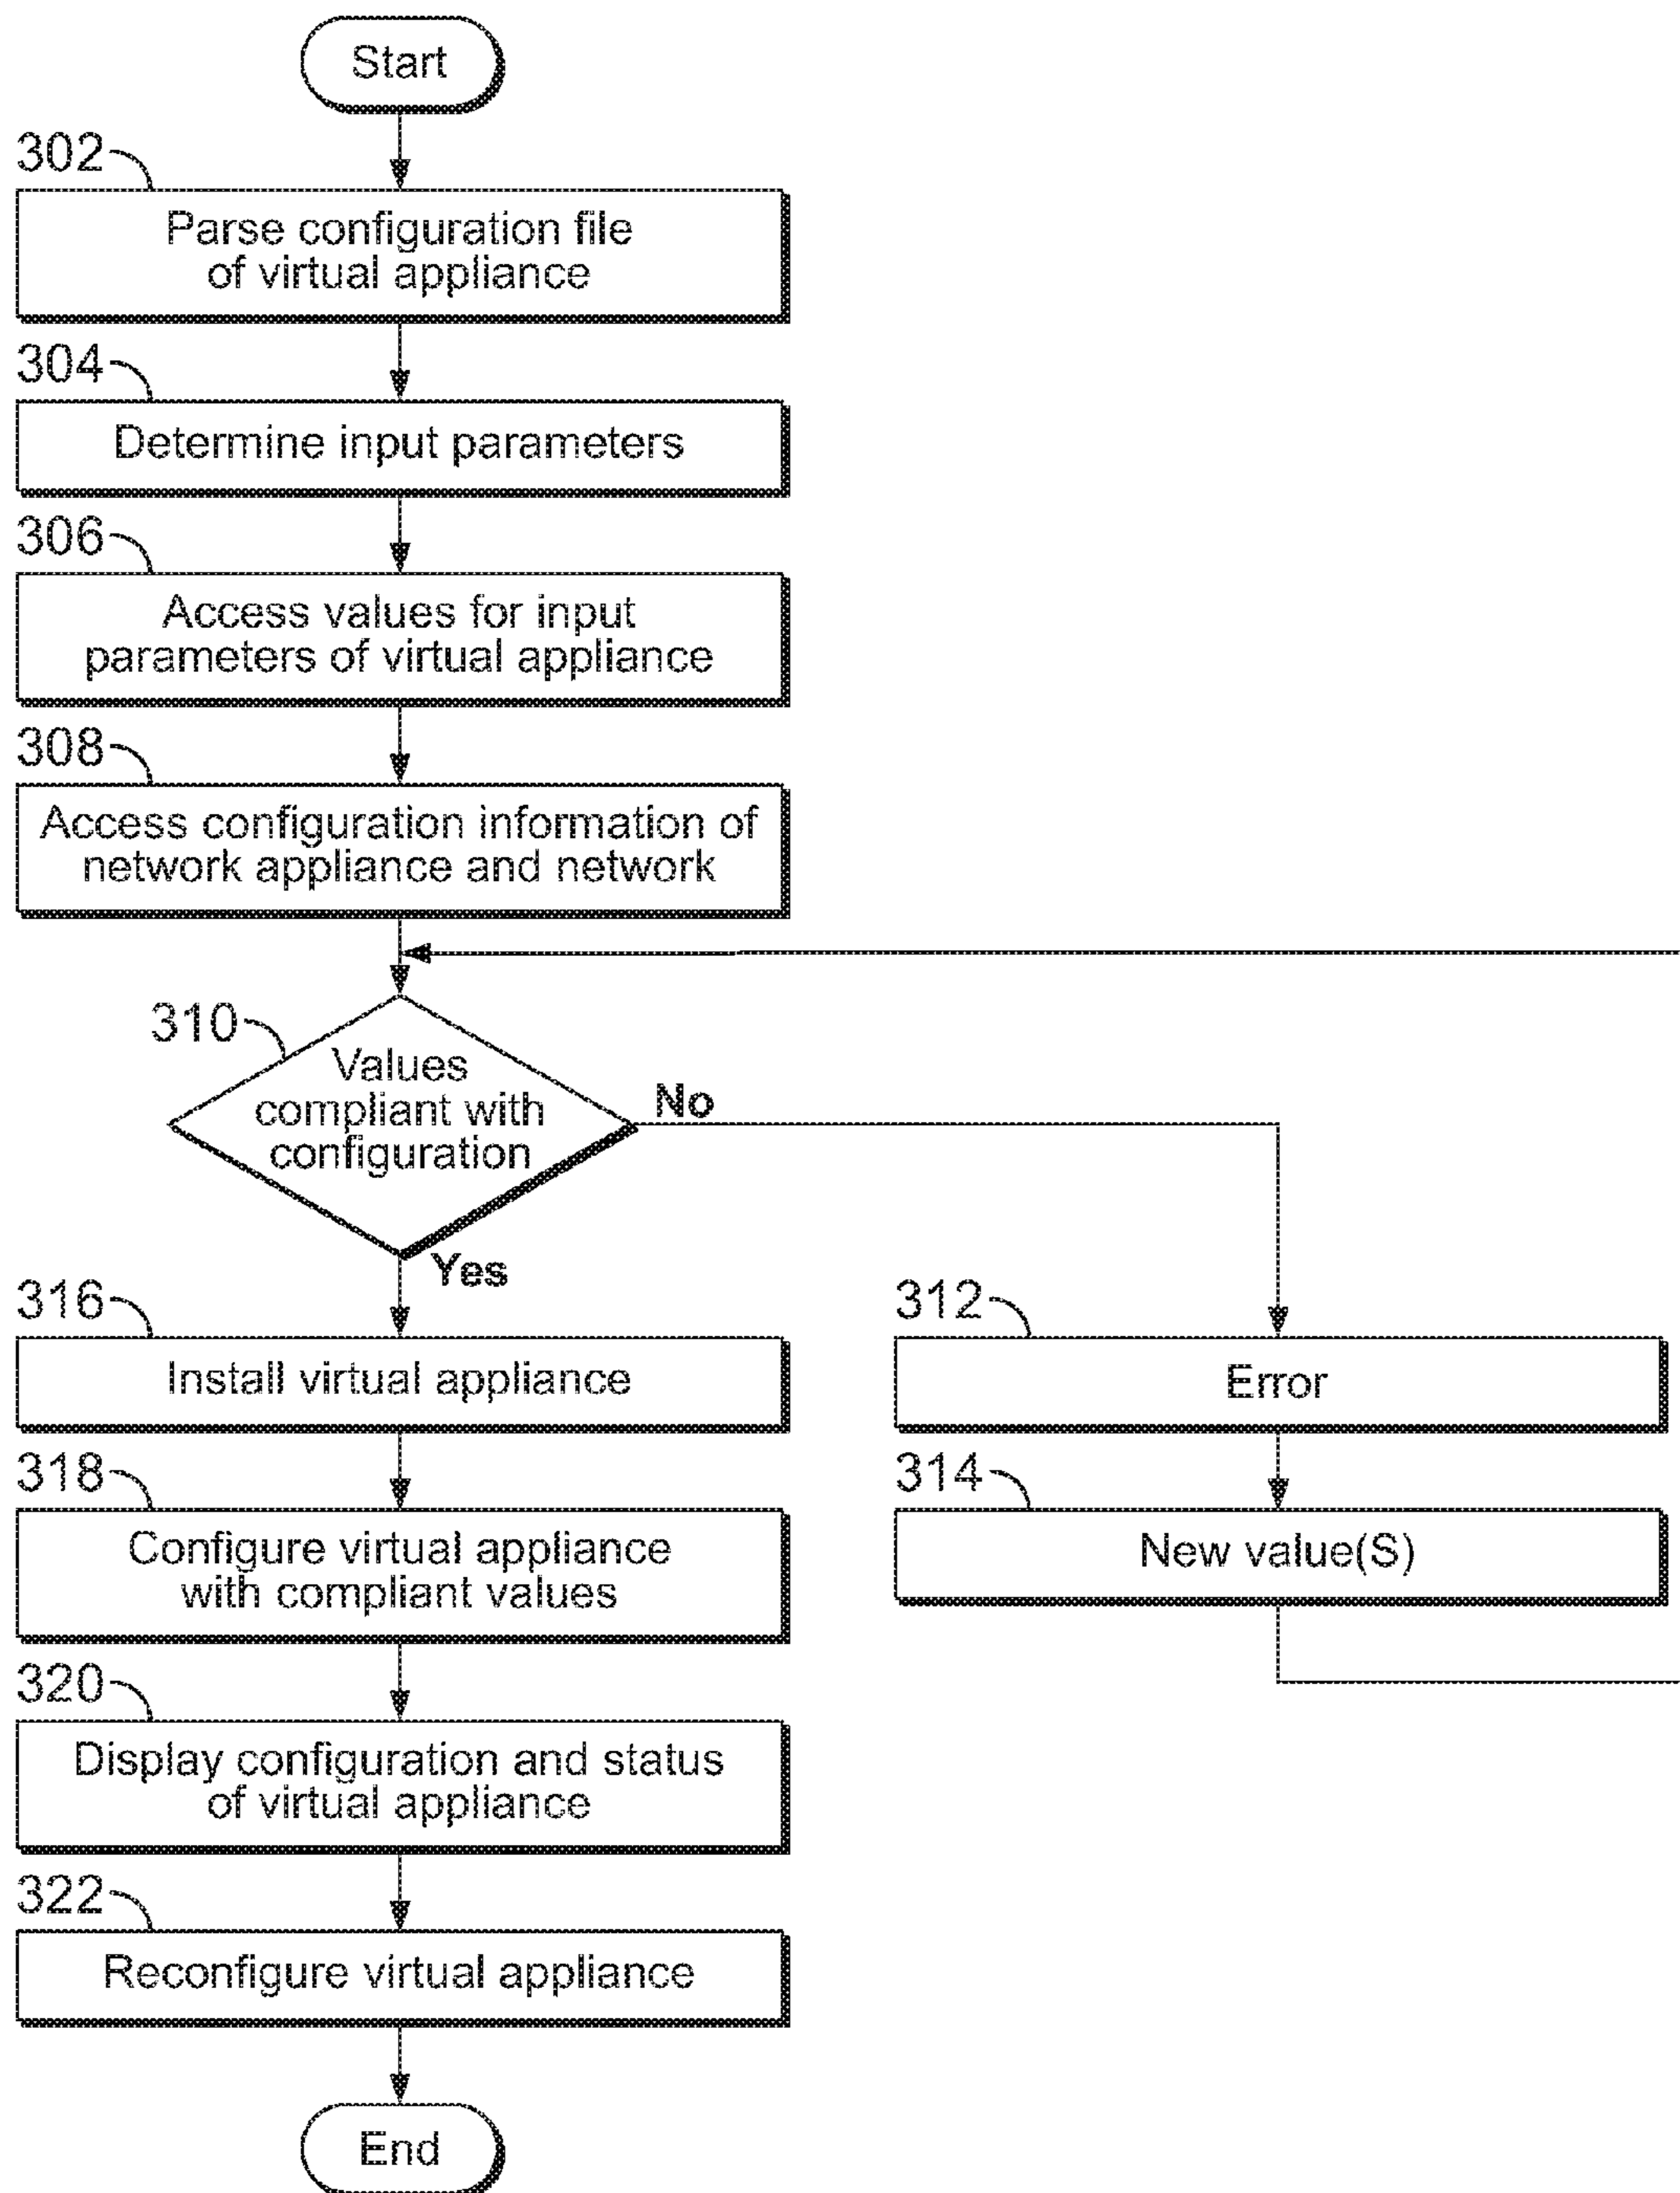 Start
302
Parse configuration file
of virtual appliance
304
Determine input parameters
306
Access values for input
parameters of virtual appliance
308
Access configuration information of
network appliance and network
310
Values
compliant with
configuration
No
Yes
316
Install virtual appliance
312
Error
318
Configure virtual appliance
with compliant values
314
New value(S)
320
Display configuration and status
of virtual appliance
322
Reconfigure virtual appliance
End